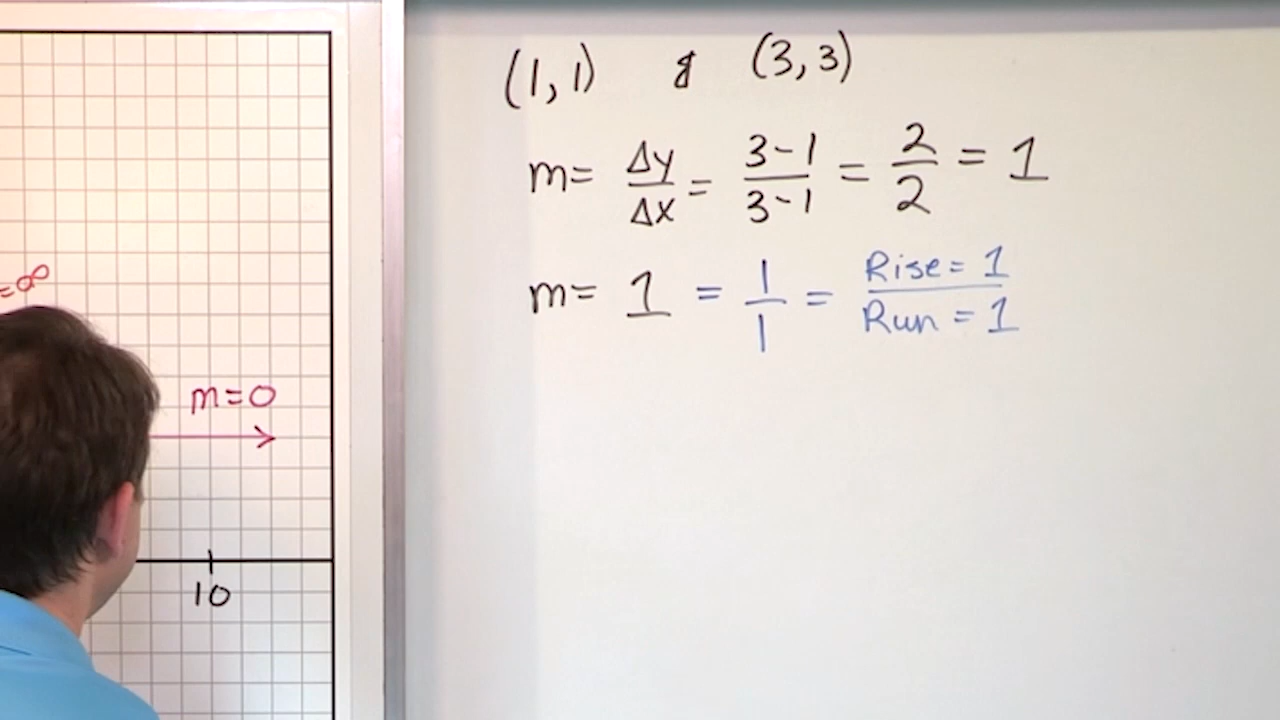 (1, 1) & (3, 3)
m= Δy/Δx = 3-1/3-1 = 2/2 = 1
m= 1 = 1/1 = Rise = 1/Run = 1
=∞
m=0
10